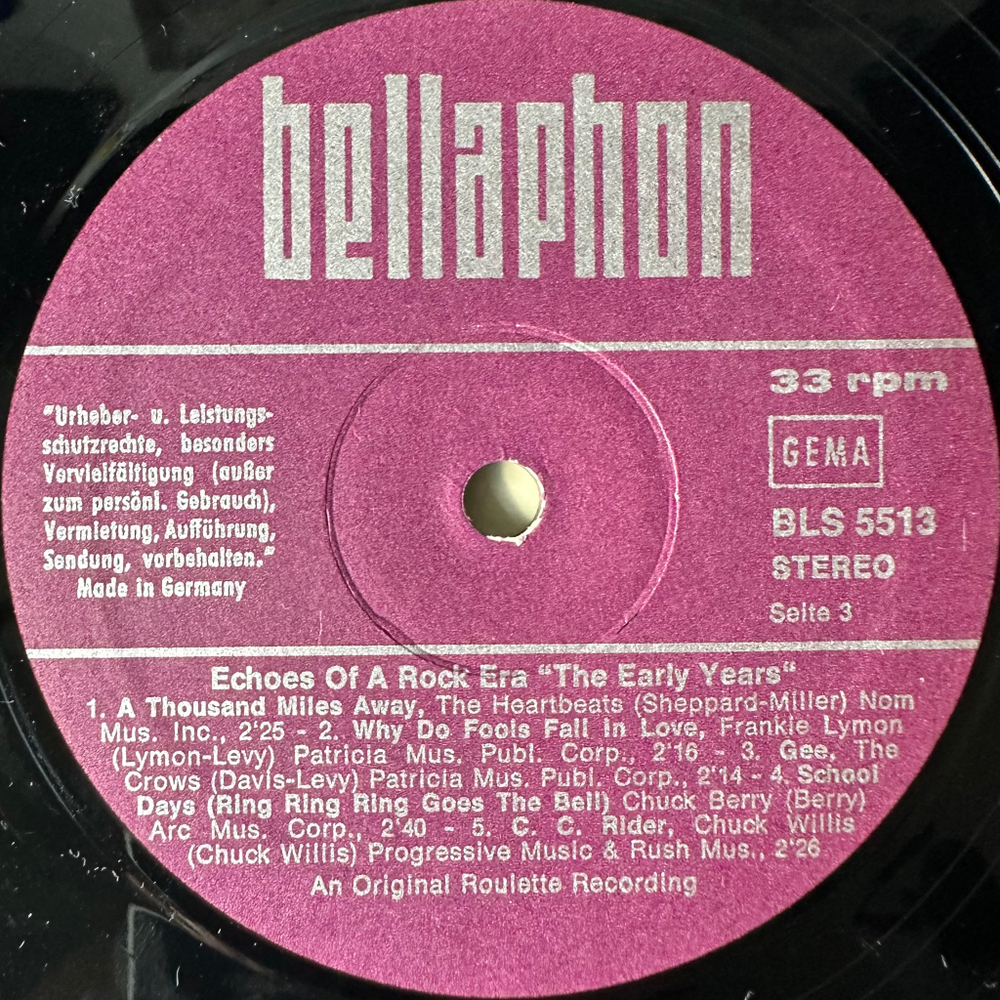 bellaphon
"Urheber- u. Leistungs-
schutzrechte, besonders
Vervielfältigung (außer
zum persönl. Gebrauch),
Vermietung, Aufführung,
Sendung, vorbehalten."
Made in Germany
33 rpm
GEMA
BLS 5513
STEREO
Seite 3
Echoes Of A Rock Era "The Early Years"
1. A Thousand Miles Away, The Heartbeats (Sheppard-Miller) Nom
Mus. Inc., 2'25 - 2. Why Do Fools Fall in Love, Frankie Lymon
(Lymon-Levy) Patricia Mus. Publ. Corp., 2'16 - 3. Gee, The
Crows (Davis-Levy) Patricia Mus. Publ. Corp., 2'14 - 4. School
Days (Ring Ring Ring Goes The Bell) Chuck Berry (Berry)
Arc Mus. Corp., 2'40 - 5. C. C. Rider, Chuck Willis
(Chuck Willis) Progressive Music & Rush Mus., 2'26
An Original Roulette Recording